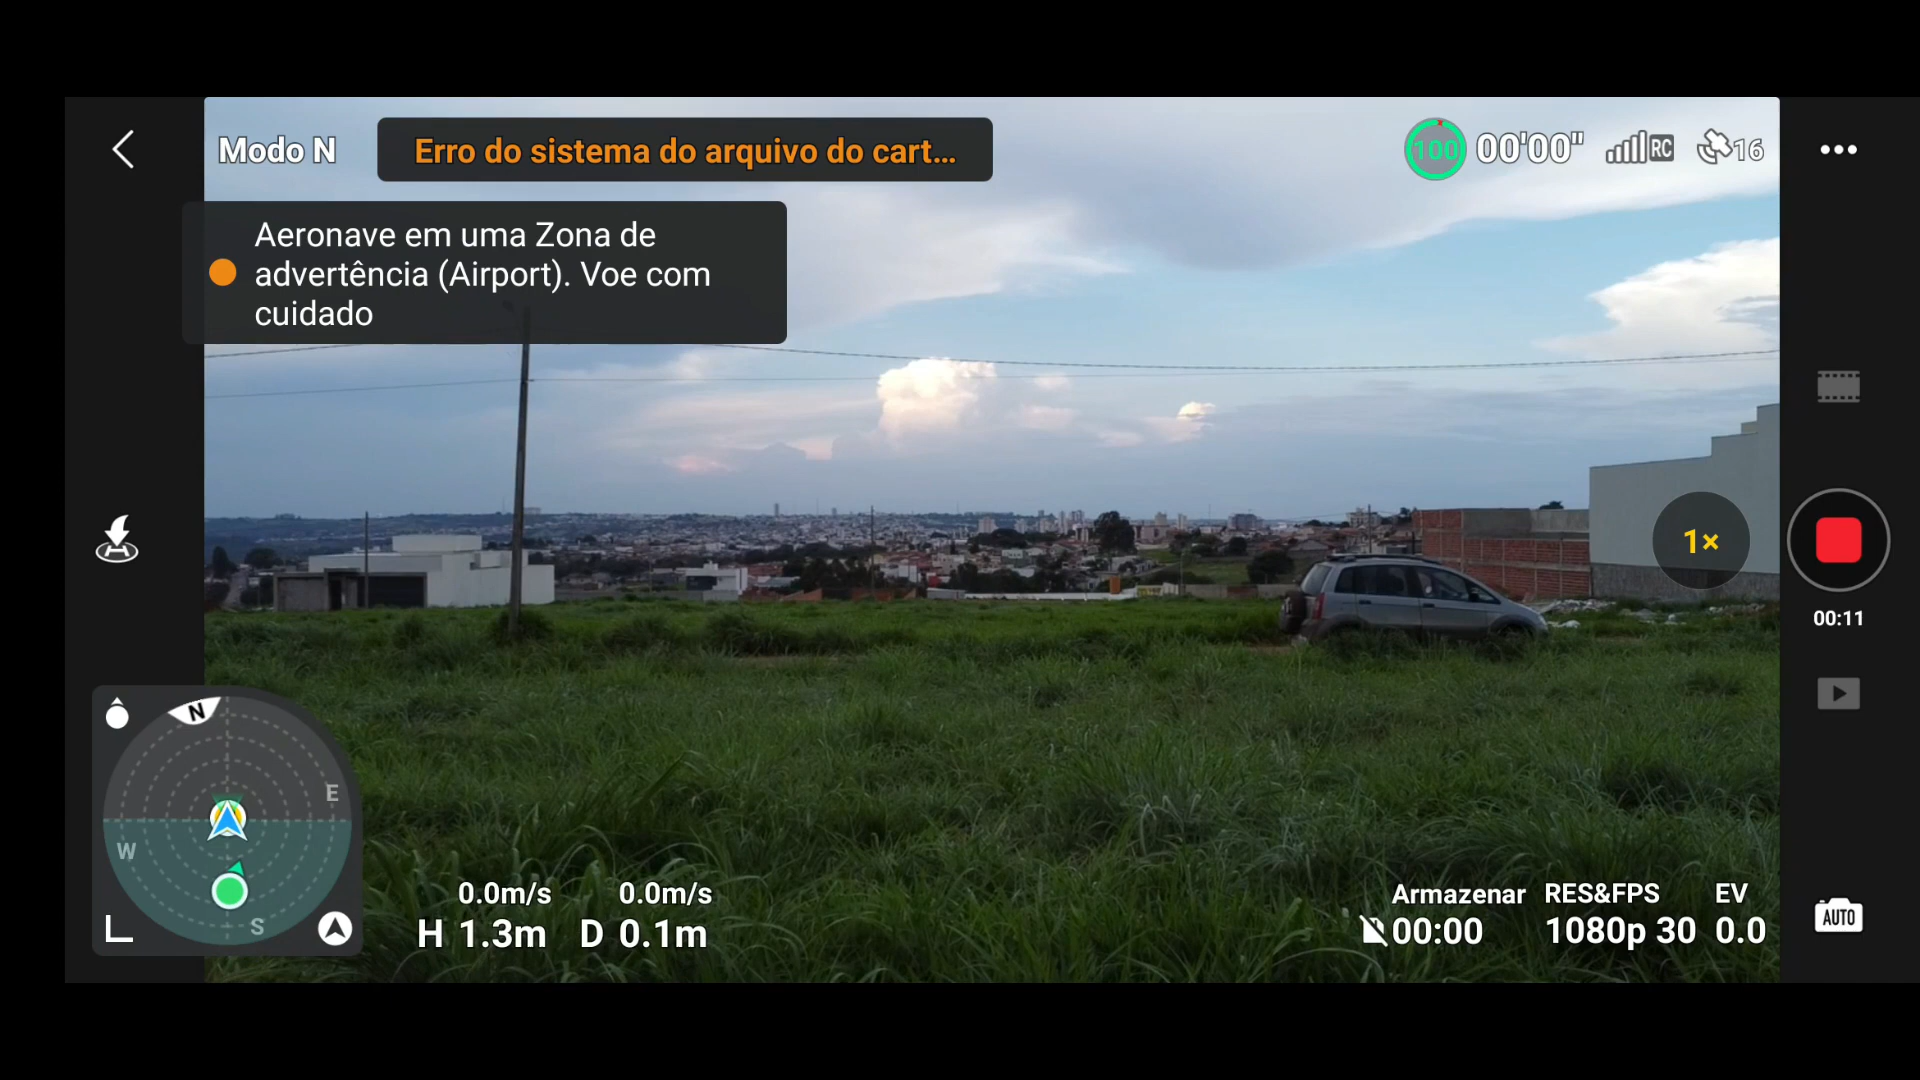 Modo N
Erro do sistema do arquivo do cart...
100
00'00"
RC
16
Aeronave em uma Zona de
advertência (Airport). Voe com
cuidado
1×
00:11
N
E
W
S
0.0m/s 0.0m/s
H 1.3m D 0.1m
Armazenar RES&FPS EV
00:00 1080p 30 0.0
AUTO